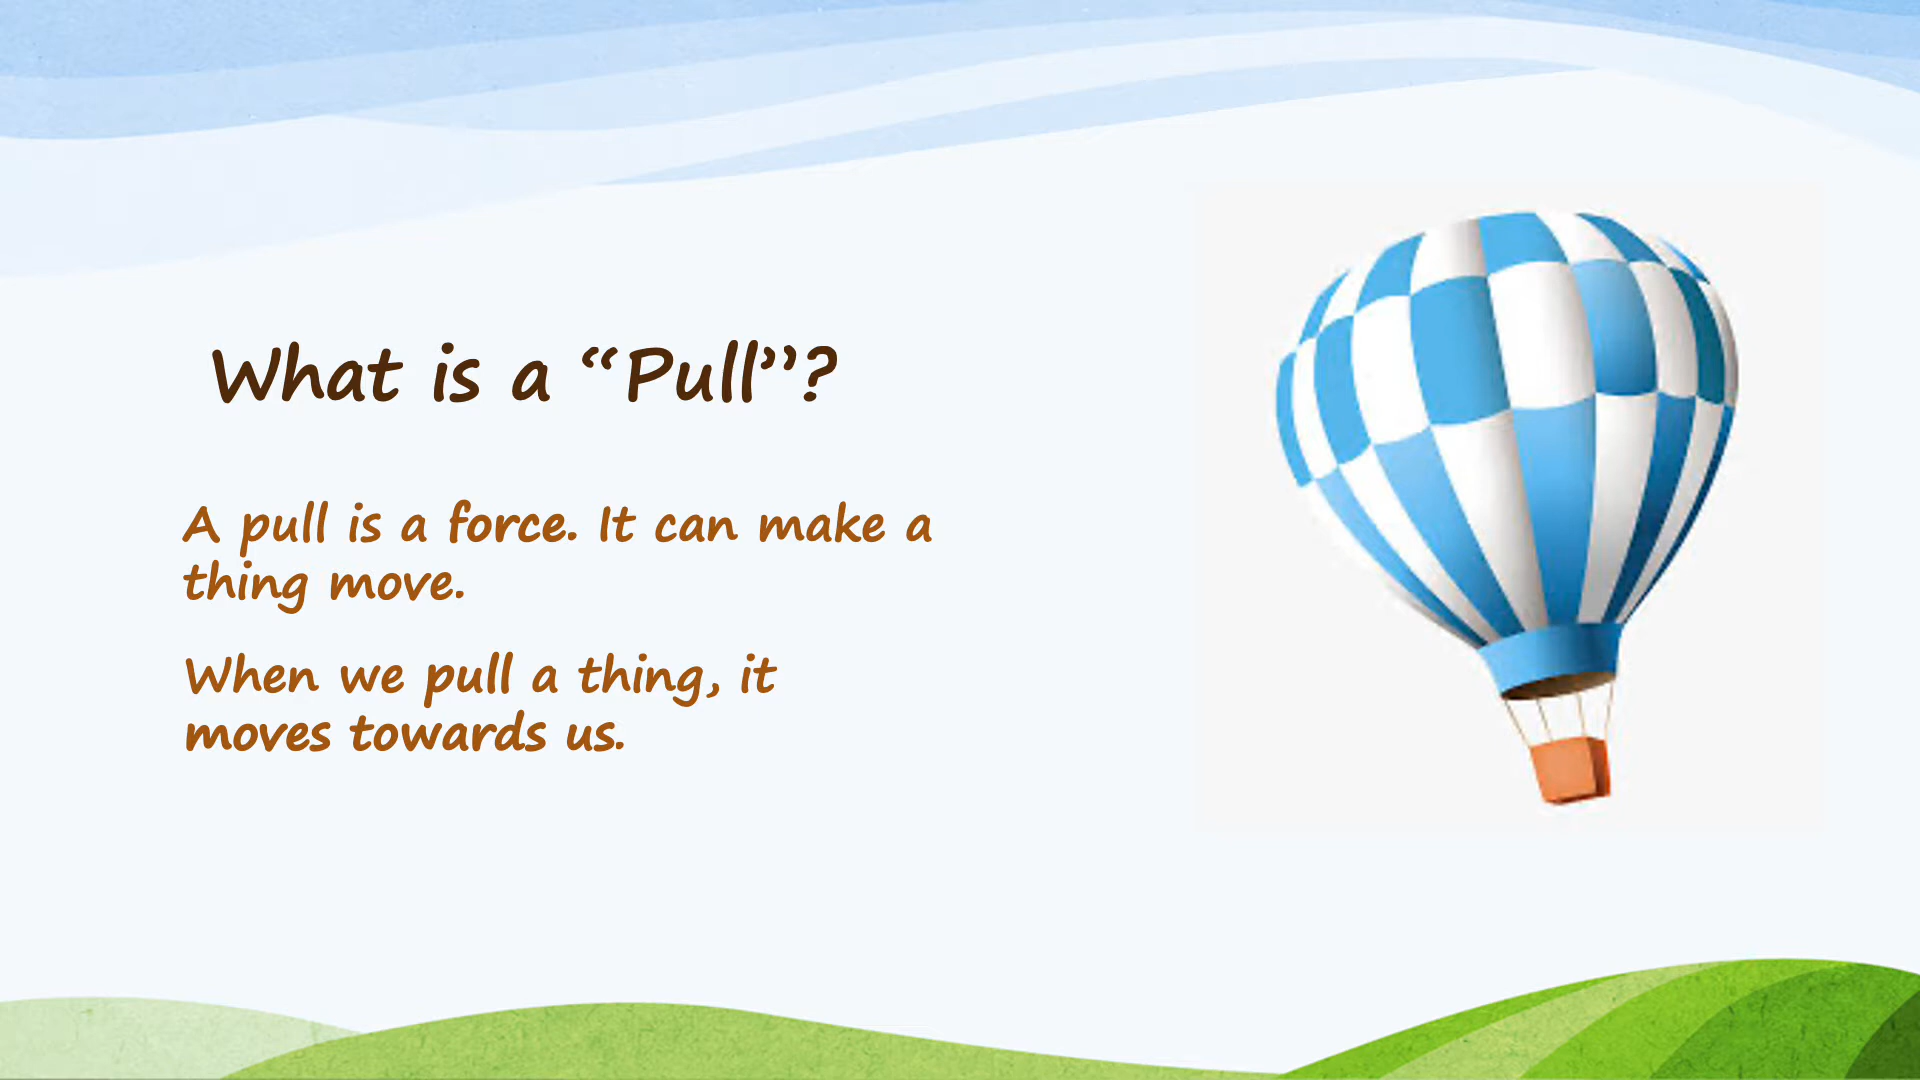 What is a “Pull”?
A pull is a force. It can make a
thing move.
When we pull a thing, it
moves towards us.